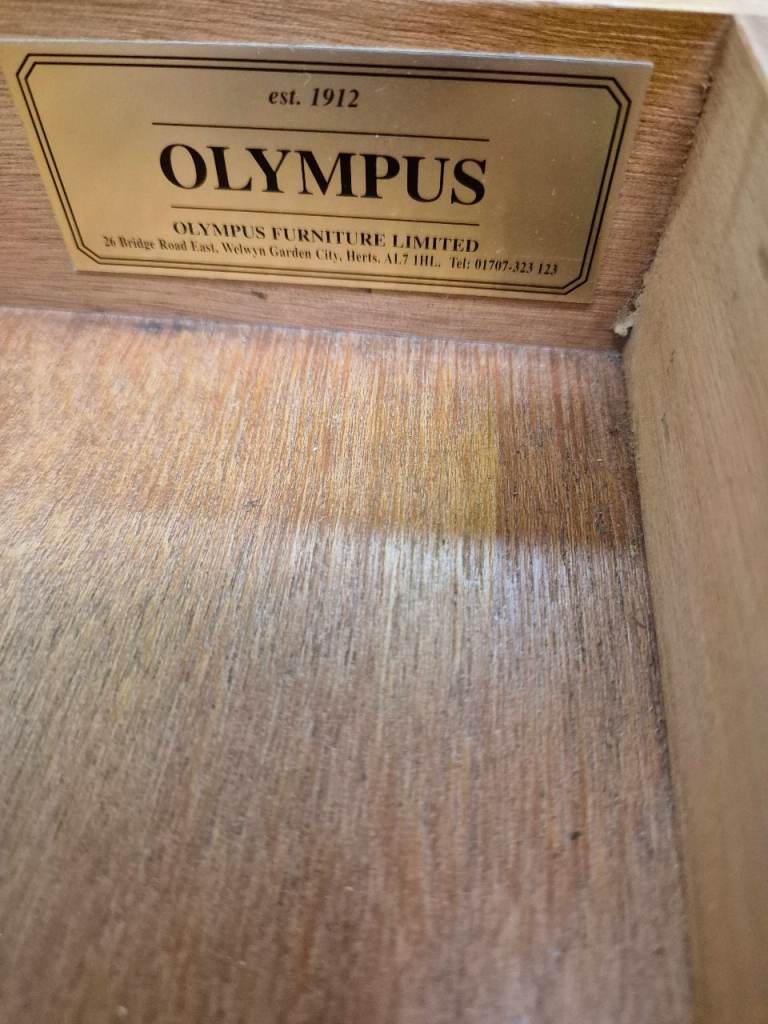 est. 1912
OLYMPUS
OLYMPUS FURNITURE LIMITED
26 Bridge Road East, Welwyn Garden City, Herts, AL7 1HL, Tel: 01707-323 123